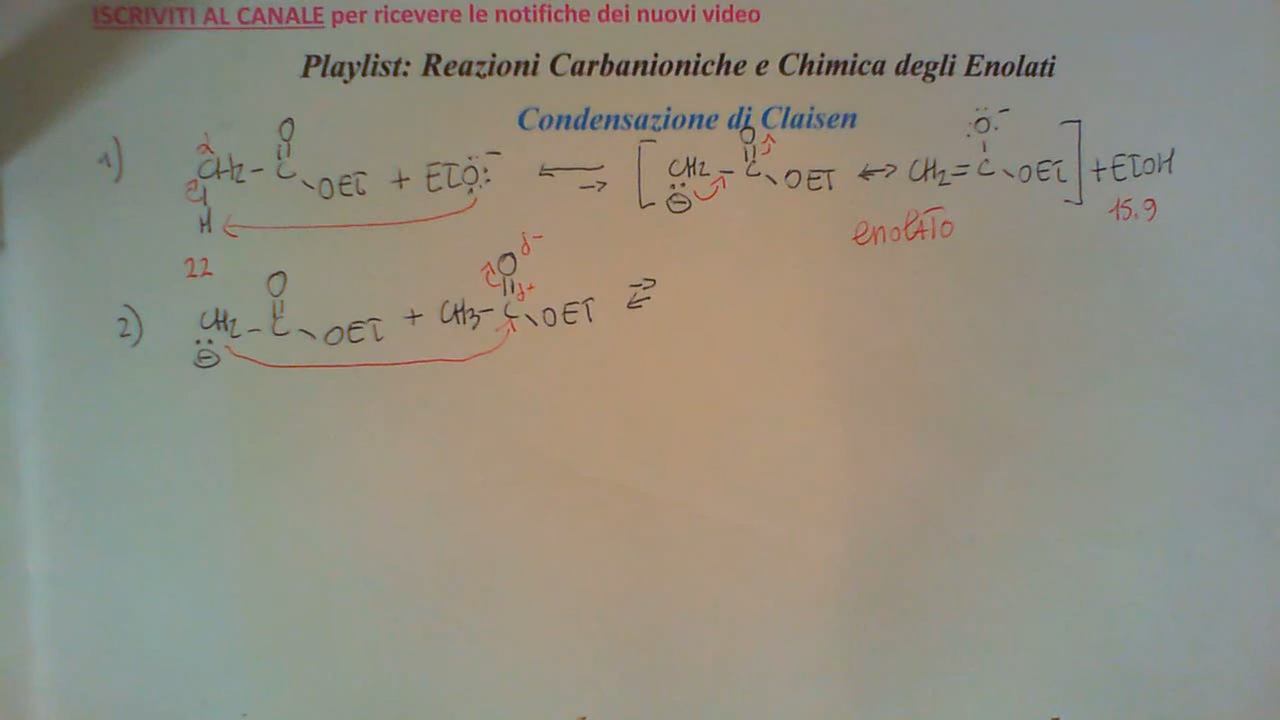 ISCRIVITI AL CANALE per ricevere le notifiche dei nuovi video
Playlist: Reazioni Carbanioniche e Chimica degli Enolati
Condensazione di Claisen
1) α CH2 - C O OET + ETO:⁻ ⇌ [ CH2 ⊖ - C O OET ↔ CH2 = C O:⁻ OET ] + ETOH
H
enolato
15.9
22
2) CH2 ⊖ - C O OET + CH3 - C δ+ O δ- OET ⇌